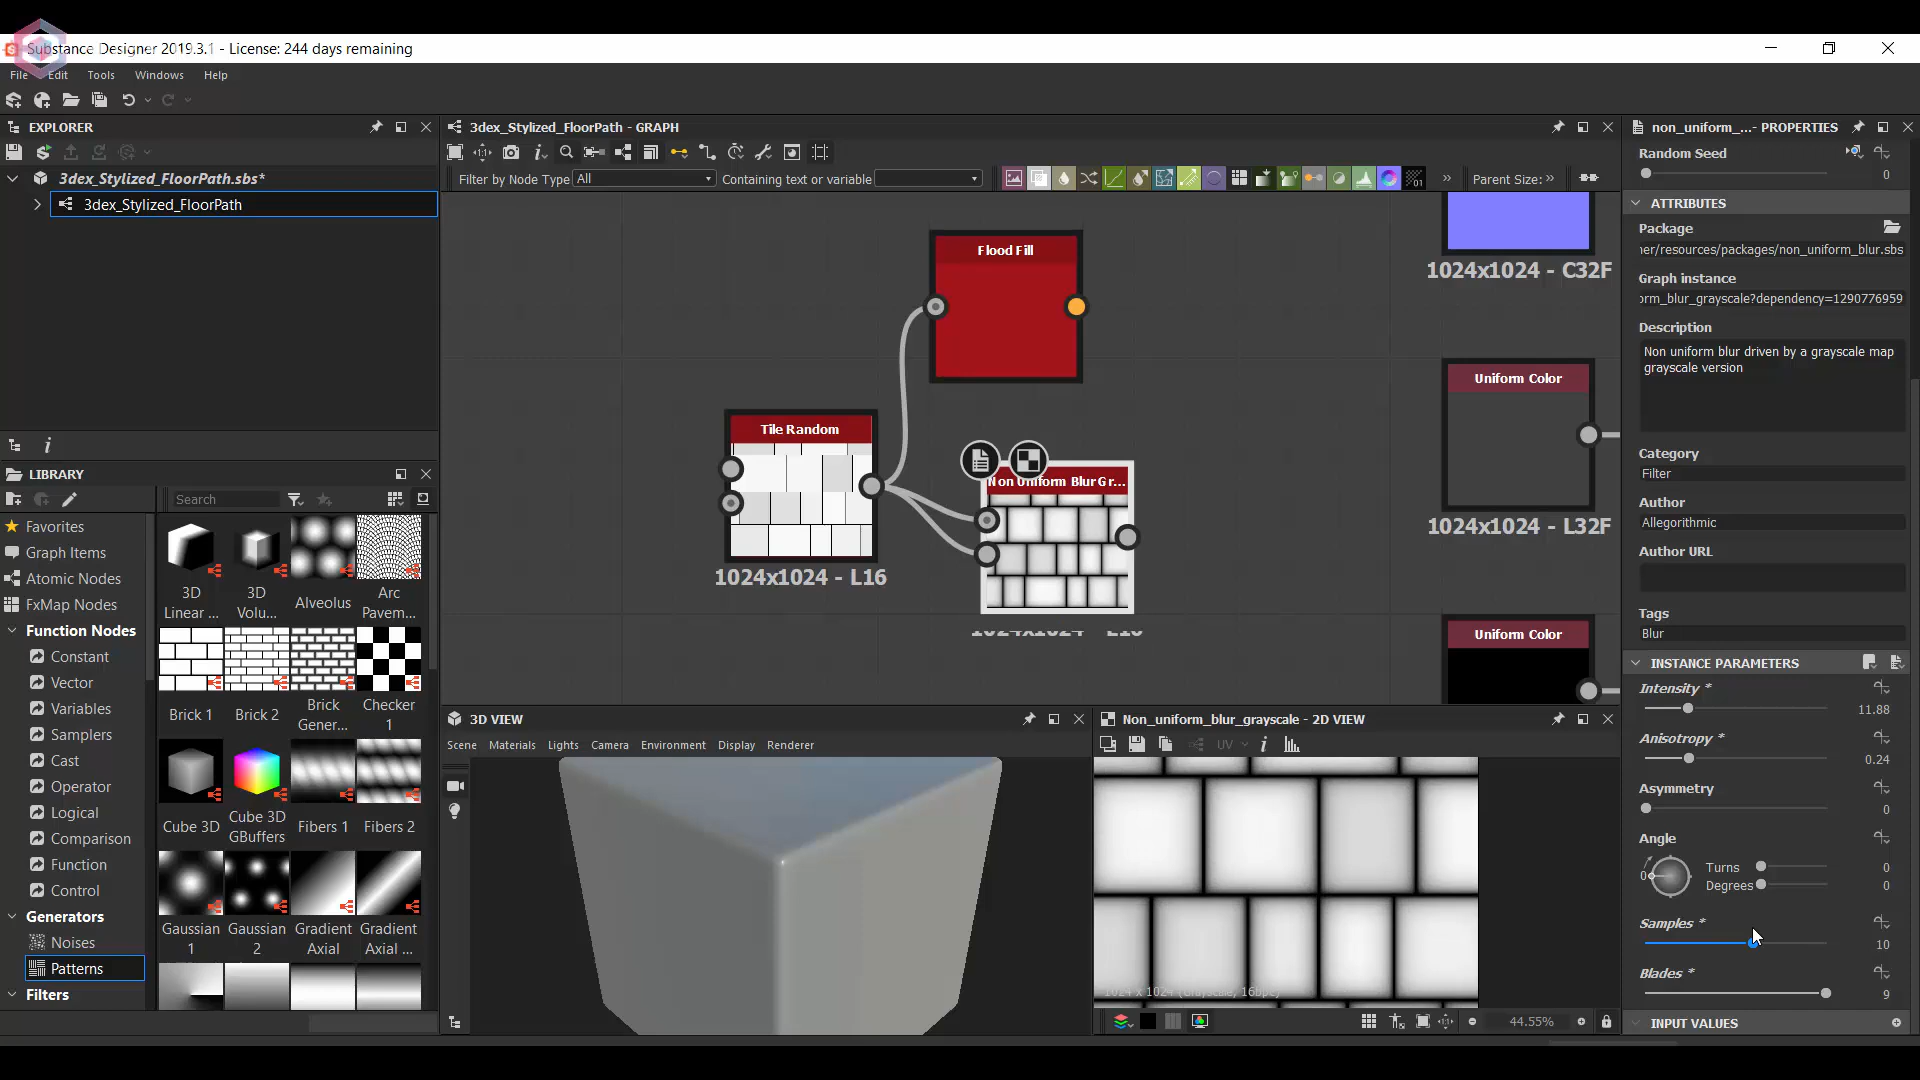 Substance Designer 2019.3.1 - License: 244 days remaining
File Edit Tools Windows Help
EXPLORER
3dex_Stylized_FloorPath.sbs*
3dex_Stylized_FloorPath
LIBRARY
Search
Favorites
Graph Items
Atomic Nodes
FxMap Nodes
Function Nodes
Constant
Vector
Variables
Samplers
Cast
Operator
Logical
Comparison
Function
Control
Generators
Noises
Patterns
Filters
3D Linear ...
3D Volu...
Alveolus
Arc Pavem...
Brick 1
Brick 2
Brick Gener...
Checker 1
Cube 3D
Cube 3D GBuffers
Fibers 1
Fibers 2
Gaussian 1
Gaussian 2
Gradient Axial
Gradient Axial ...
3dex_Stylized_FloorPath - GRAPH
Filter by Node Type All Containing text or variable
Parent Size: »
Flood Fill
Tile Random
1024x1024 - L16
Non Uniform Blur Gr...
1024x1024 - L16
1024x1024 - C32F
Uniform Color
1024x1024 - L32F
Uniform Color
3D VIEW
Scene Materials Lights Camera Environment Display Renderer
Non_uniform_blur_grayscale - 2D VIEW
UV
1024 x 1024 (Grayscale, 16bpc)
44.55%
non_uniform_...- PROPERTIES
Random Seed
0
ATTRIBUTES
Package
er/resources/packages/non_uniform_blur.sbs
Graph instance
orm_blur_grayscale?dependency=1290776959
Description
Non uniform blur driven by a grayscale map
grayscale version
Category
Filter
Author
Allegorithmic
Author URL
Tags
Blur
INSTANCE PARAMETERS
Intensity *
11.88
Anisotropy *
0.24
Asymmetry
0
Angle
0
Turns 0
Degrees 0
Samples *
10
Blades *
9
INPUT VALUES